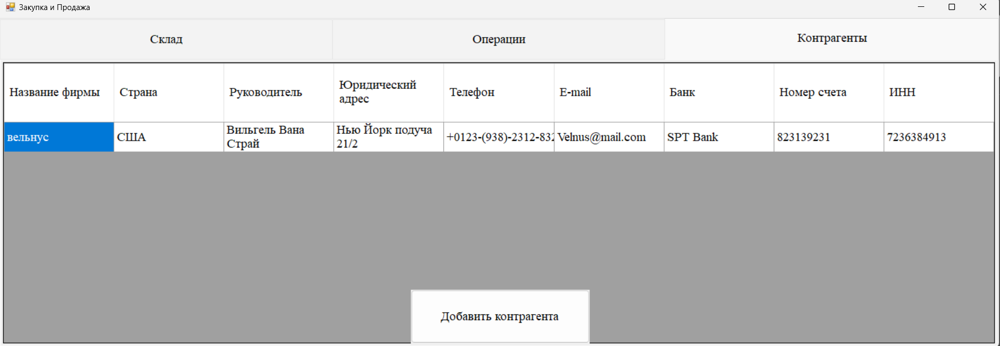 Закупка и Продажа
Склад
Операции
Контрагенты
Название фирмы
Страна
Руководитель
Юридический
адрес
Телефон
E-mail
Банк
Номер счета
ИНН
вельнус
США
Вильгель Вана
Страй
Нью Йорк подуча
21/2
+0123-(938)-2312-832
Velnus@mail.com
SPT Bank
823139231
7236384913
Добавить контрагента